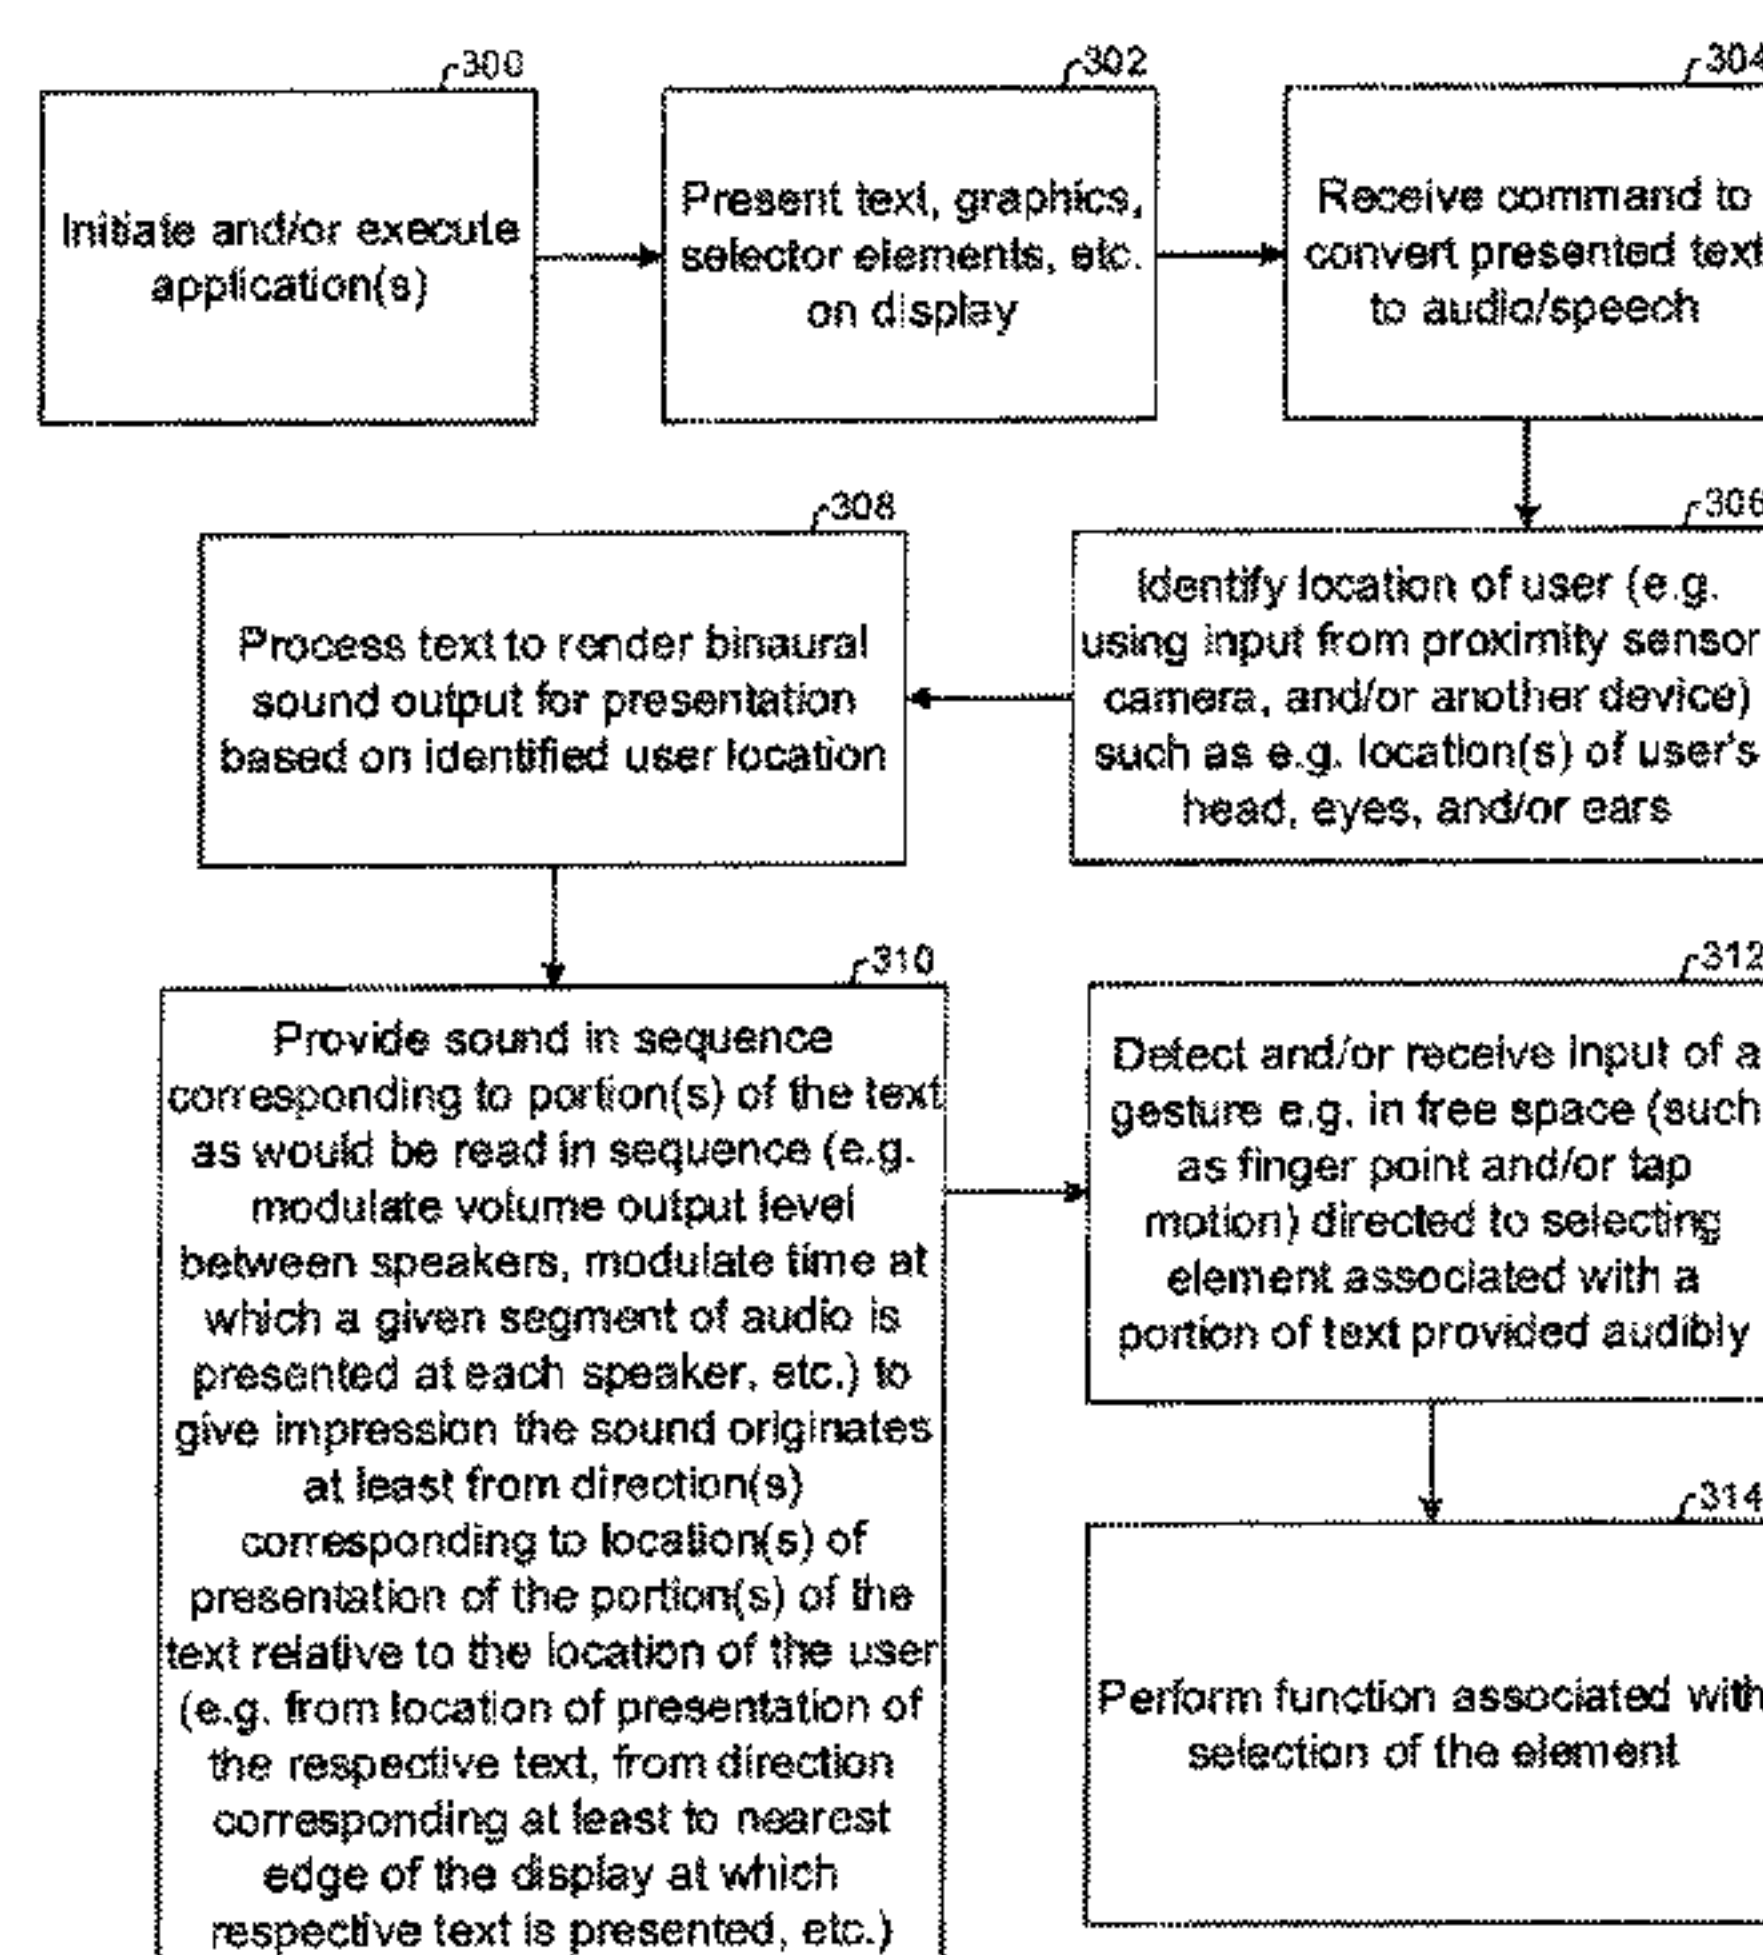 300
Initiate and/or execute
application(s)
302
Present text, graphics,
selector elements, etc.
on display
304
Receive command to
convert presented text
to audio/speech
306
Identify location of user (e.g.
using input from proximity sensor
camera, and/or another device)
such as e.g. location(s) of user's
head, eyes, and/or ears
308
Process text to render binaural
sound output for presentation
based on identified user location
310
Provide sound in sequence
corresponding to portion(s) of the text
as would be read in sequence (e.g.
modulate volume output level
between speakers, modulate time at
which a given segment of audio is
presented at each speaker, etc.) to
give impression the sound originates
at least from direction(s)
corresponding to location(s) of
presentation of the portion(s) of the
text relative to the location of the user
(e.g. from location of presentation of
the respective text, from direction
corresponding at least to nearest
edge of the display at which
respective text is presented, etc.)
312
Detect and/or receive input of a
gesture e.g. in free space (such
as finger point and/or tap
motion) directed to selecting
element associated with a
portion of text provided audibly
314
Perform function associated with
selection of the element